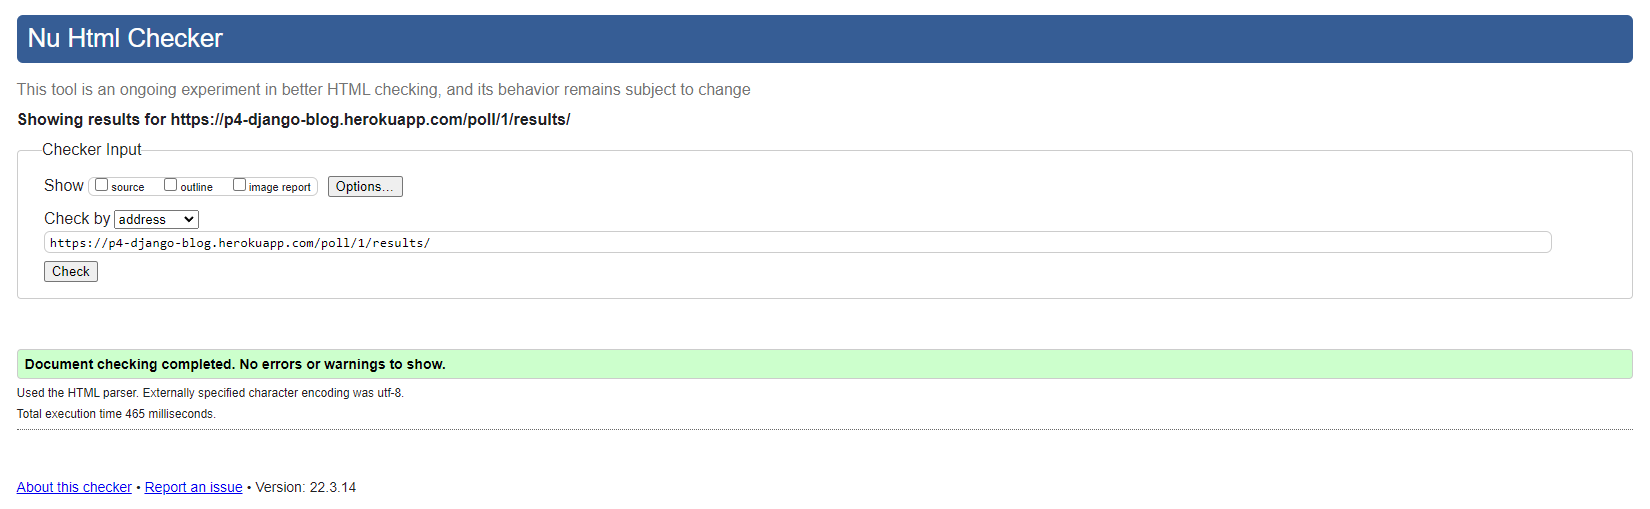 Nu Html Checker
This tool is an ongoing experiment in better HTML checking, and its behavior remains subject to change
Showing results for https://p4-django-blog.herokuapp.com/poll/1/results/
Checker Input
Show source outline image report Options...
Check by address
https://p4-django-blog.herokuapp.com/poll/1/results/
Check
Document checking completed. No errors or warnings to show.
Used the HTML parser. Externally specified character encoding was utf-8.
Total execution time 465 milliseconds.
About this checker • Report an issue • Version: 22.3.14